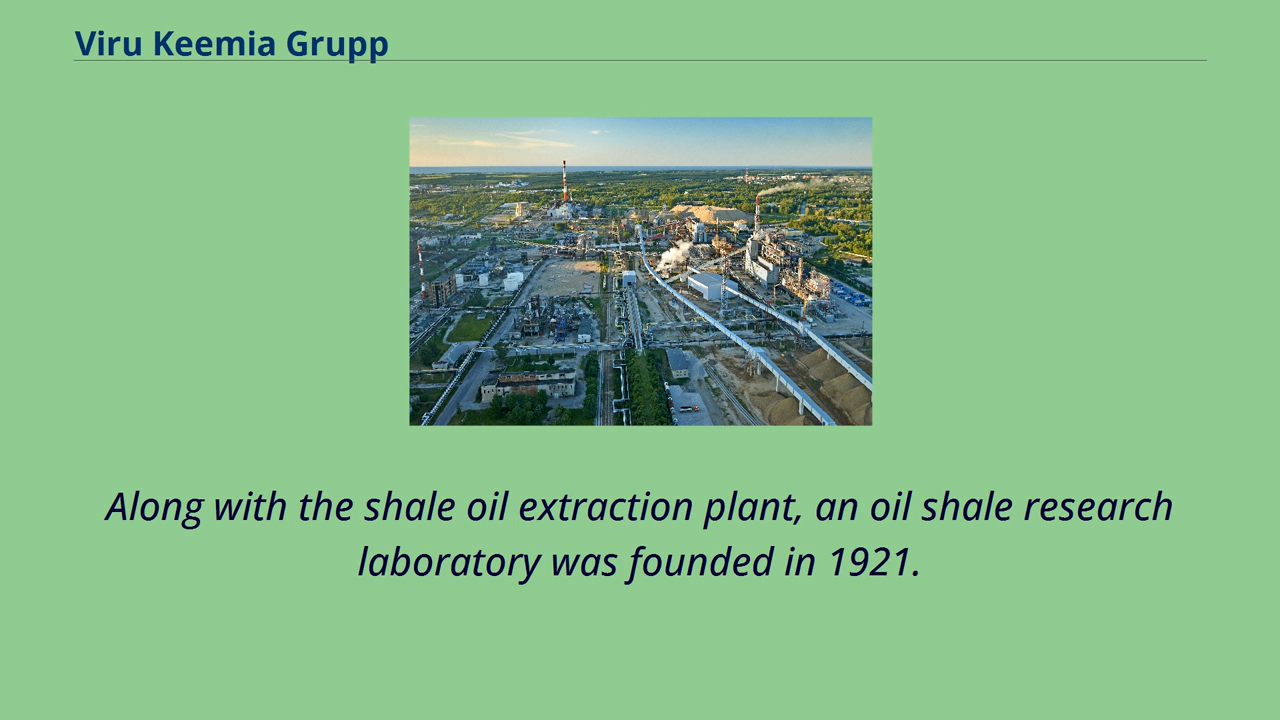 Viru Keemia Grupp
Along with the shale oil extraction plant, an oil shale research
laboratory was founded in 1921.